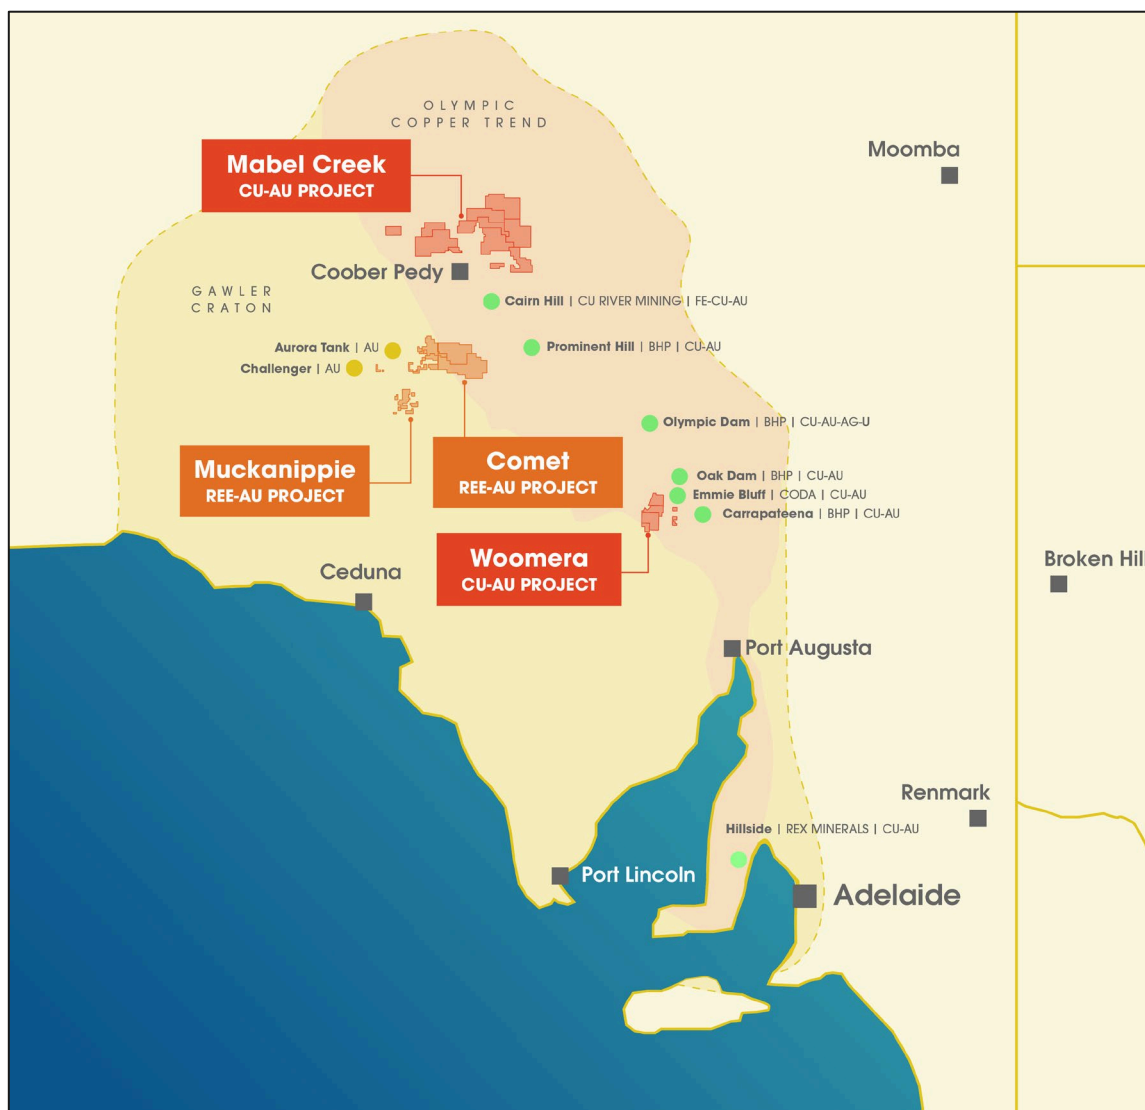 OLYMPIC
COPPER TREND
Moomba
Mabel Creek
CU-AU PROJECT
Coober Pedy
GAWLER
CRATON
Cairn Hill | CU RIVER MINING | FE-CU-AU
Aurora Tank | AU
Prominent Hill | BHP | CU-AU
Challenger | AU
Olympic Dam | BHP | CU-AU-AG-U
Muckanippie
REE-AU PROJECT
Comet
REE-AU PROJECT
Oak Dam | BHP | CU-AU
Emmie Bluff | CODA | CU-AU
Carrapateena | BHP | CU-AU
Woomera
CU-AU PROJECT
Ceduna
Broken Hill
Port Augusta
Renmark
Hillside | REX MINERALS | CU-AU
Port Lincoln
Adelaide